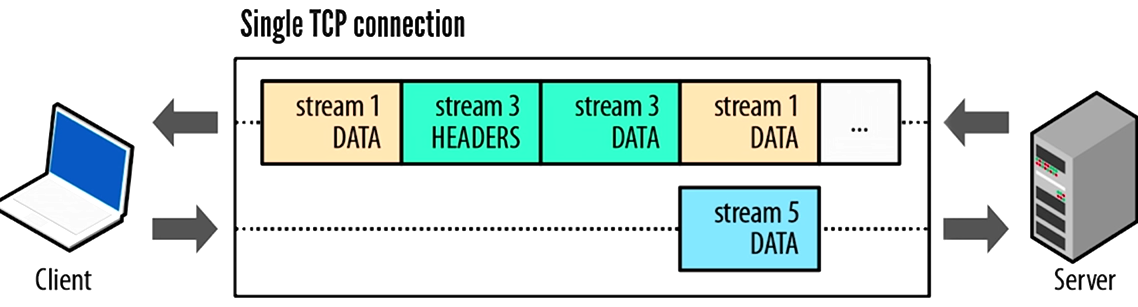 Single TCP connection
stream 1
DATA
stream 3
HEADERS
stream 3
DATA
stream 1
DATA
...
stream 5
DATA
Client
Server